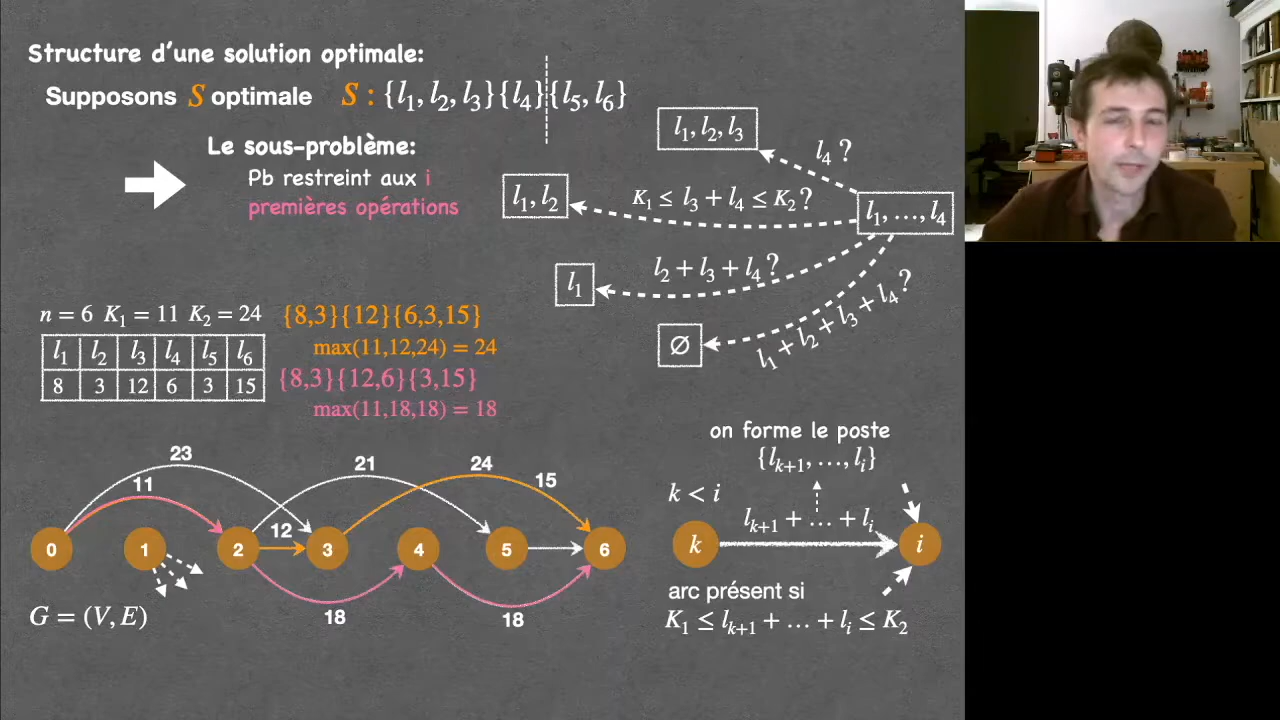 Structure d'une solution optimale:
Supposons S optimale S : {l₁, l₂, l₃}{l₄}{l₅, l₆}
Le sous-problème:
Pb restreint aux i
premières opérations
l₁, l₂, l₃
l₄ ?
l₁, l₂
K₁ ≤ l₃ + l₄ ≤ K₂?
l₁, …, l₄
l₁
l₂ + l₃ + l₄?
∅
l₁ + l₂ + l₃ + l₄?
n = 6 K₁ = 11 K₂ = 24
l₁ l₂ l₃ l₄ l₅ l₆
8 3 12 6 3 15
{8,3}{12}{6,3,15}
max(11,12,24) = 24
{8,3}{12,6}{3,15}
max(11,18,18) = 18
23
11
21
24
15
12
0 1 2 3 4 5 6
18
18
G = (V, E)
on forme le poste
{lₖ₊₁, …, lᵢ}
k < i
lₖ₊₁ + … + lᵢ
k i
arc présent si
K₁ ≤ lₖ₊₁ + … + lᵢ ≤ K₂